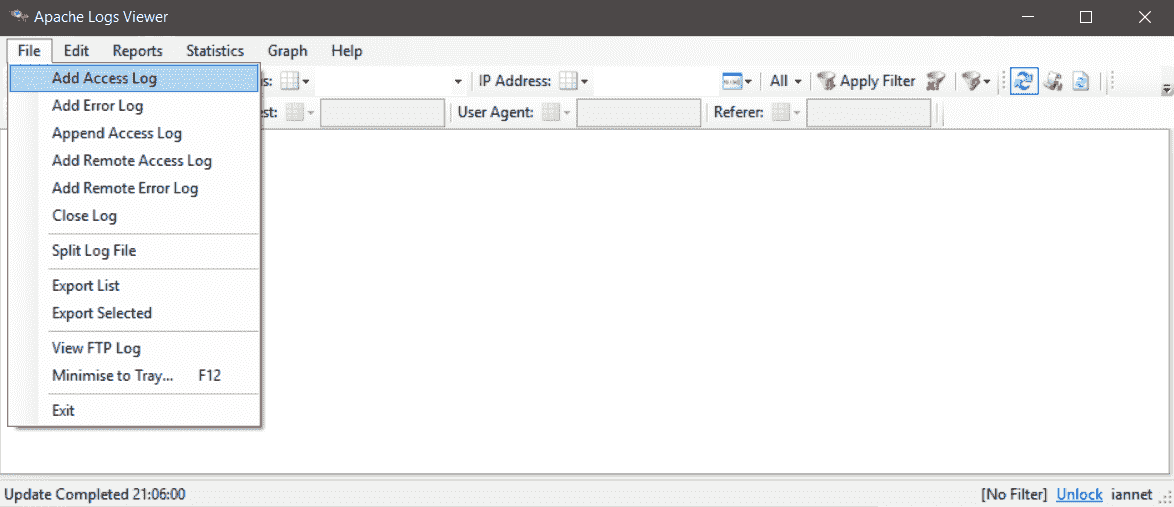 Apache Logs Viewer
File Edit Reports Statistics Graph Help
s: IP Address: All Apply Filter
est: User Agent: Referer:
Add Access Log
Add Error Log
Append Access Log
Add Remote Access Log
Add Remote Error Log
Close Log
Split Log File
Export List
Export Selected
View FTP Log
Minimise to Tray... F12
Exit
Update Completed 21:06:00 [No Filter] Unlock iannet